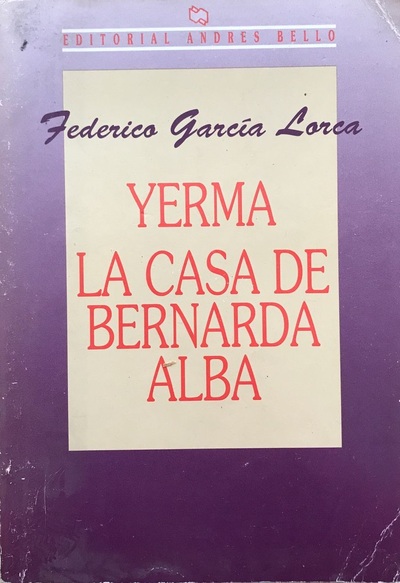 EDITORIAL ANDRES BELLO
Federico García Lorca
YERMA
LA CASA DE
BERNARDA
ALBA